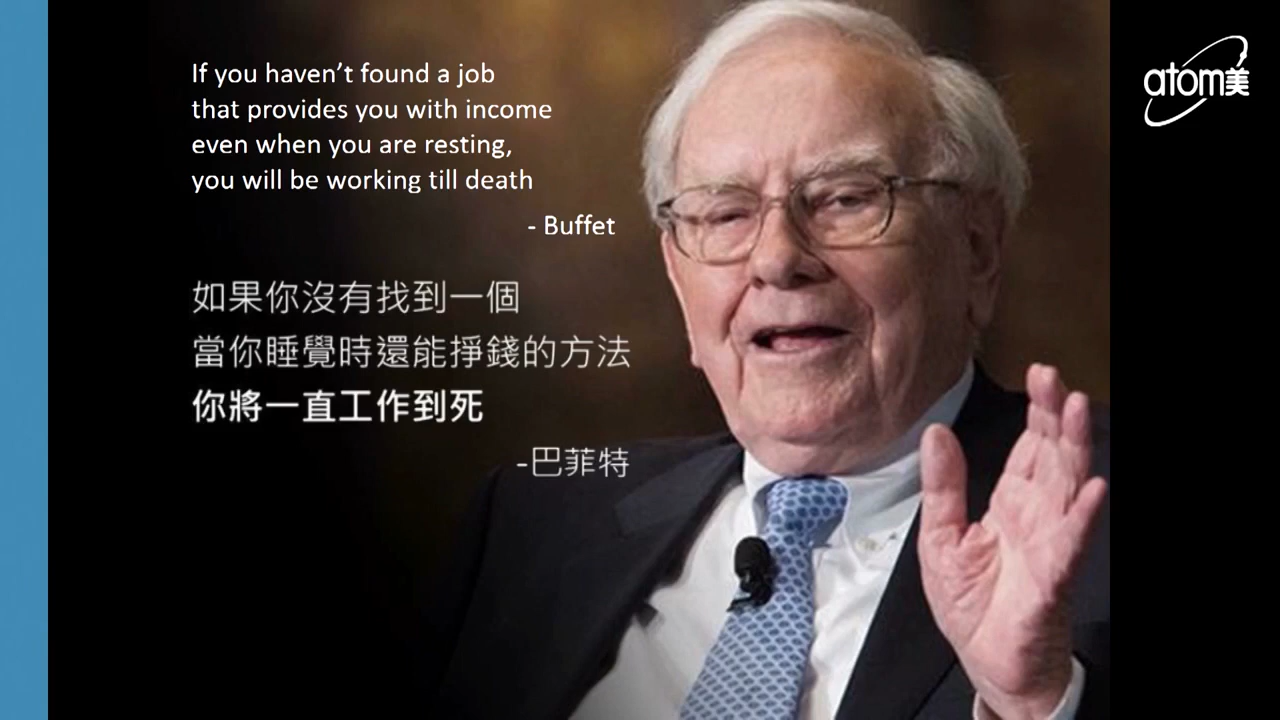 If you haven’t found a job
that provides you with income
even when you are resting,
you will be working till death
- Buffet
如果你沒有找到一個
當你睡覺時還能掙錢的方法
你將一直工作到死
-巴菲特
atom美